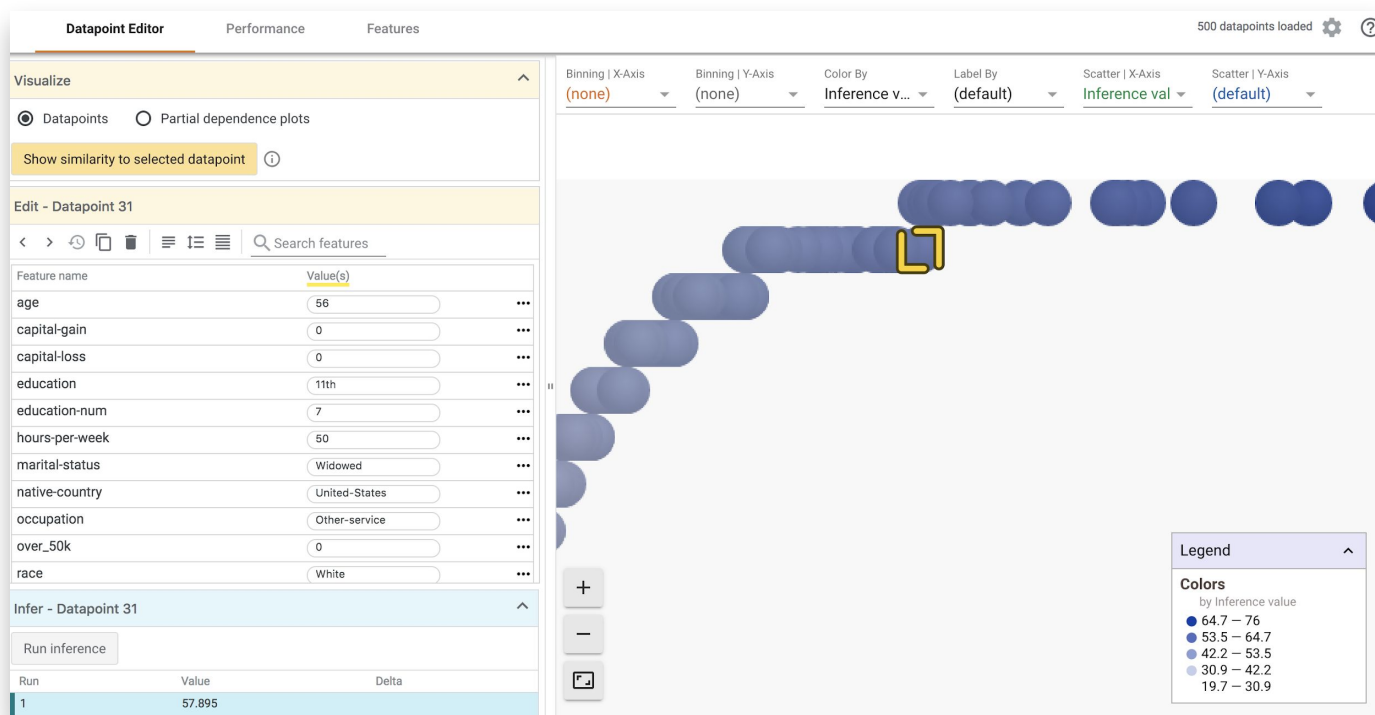 Datapoint Editor Performance Features 500 datapoints loaded
Visualize
Datapoints Partial dependence plots
Show similarity to selected datapoint
Edit - Datapoint 31
Search features
Feature name Value(s)
age 56
capital-gain 0
capital-loss 0
education 11th
education-num 7
hours-per-week 50
marital-status Widowed
native-country United-States
occupation Other-service
over_50k 0
race White
Infer - Datapoint 31
Run inference
Run Value Delta
1 57.895
Binning | X-Axis Binning | Y-Axis Color By Label By Scatter | X-Axis Scatter | Y-Axis
(none) (none) Inference v... (default) Inference val (default)
Legend
Colors
by Inference value
64.7 – 76
53.5 – 64.7
42.2 – 53.5
30.9 – 42.2
19.7 – 30.9